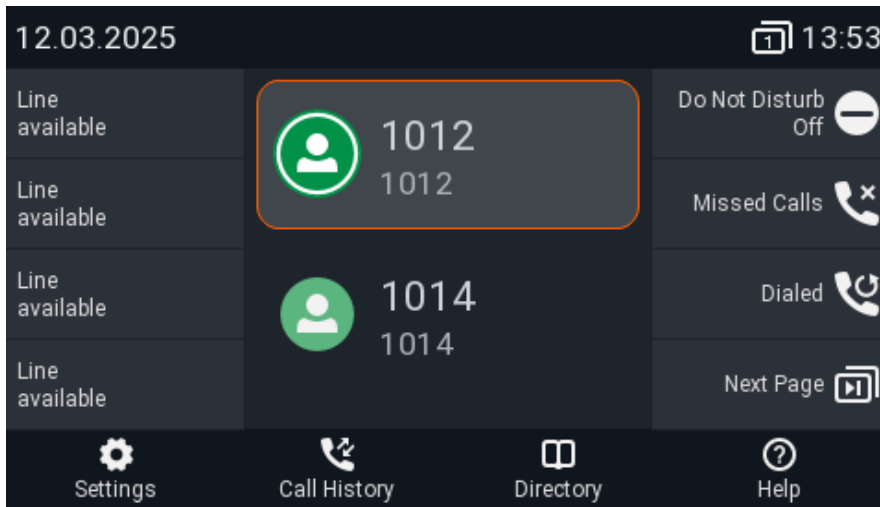 12.03.2025
1
13:53
Line
available
Line
available
Line
available
Line
available
1012
1012
1014
1014
Do Not Disturb
Off
Missed Calls
Dialed
Next Page
Settings
Call History
Directory
Help